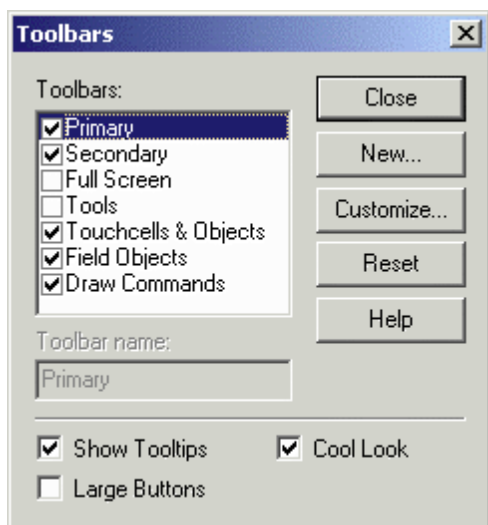 Toolbars
Toolbars:
Primary
Secondary
Full Screen
Tools
Touchcells & Objects
Field Objects
Draw Commands
Close
New...
Customize...
Reset
Help
Toolbar name:
Primary
Show Tooltips
Cool Look
Large Buttons